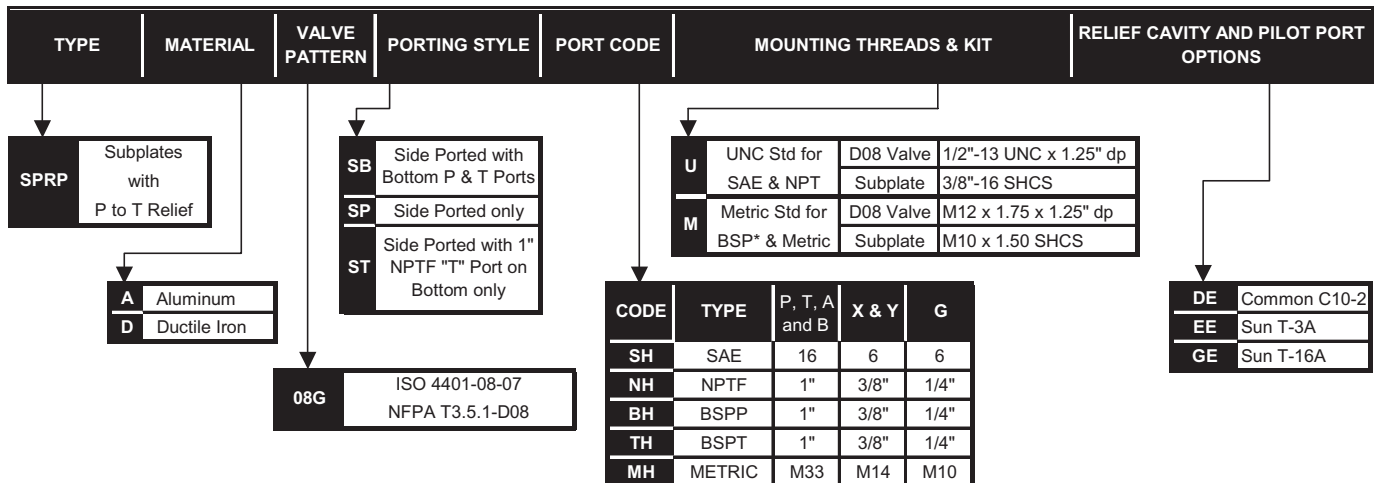 TYPE MATERIAL VALVE PATTERN PORTING STYLE PORT CODE MOUNTING THREADS & KIT RELIEF CAVITY AND PILOT PORT OPTIONS
SPRP
Subplates
with
P to T Relief
A Aluminum
D Ductile Iron
08G
ISO 4401-08-07
NFPA T3.5.1-D08
SB
Side Ported with
Bottom P & T Ports
SP Side Ported only
ST
Side Ported with 1"
NPTF "T" Port on
Bottom only
CODE TYPE P, T, A and B X & Y G
SH SAE 16 6 6
NH NPTF 1" 3/8" 1/4"
BH BSPP 1" 3/8" 1/4"
TH BSPT 1" 3/8" 1/4"
MH METRIC M33 M14 M10
U
UNC Std for D08 Valve 1/2"-13 UNC x 1.25" dp
SAE & NPT Subplate 3/8"-16 SHCS
M
Metric Std for D08 Valve M12 x 1.75 x 1.25" dp
BSP* & Metric Subplate M10 x 1.50 SHCS
DE Common C10-2
EE Sun T-3A
GE Sun T-16A